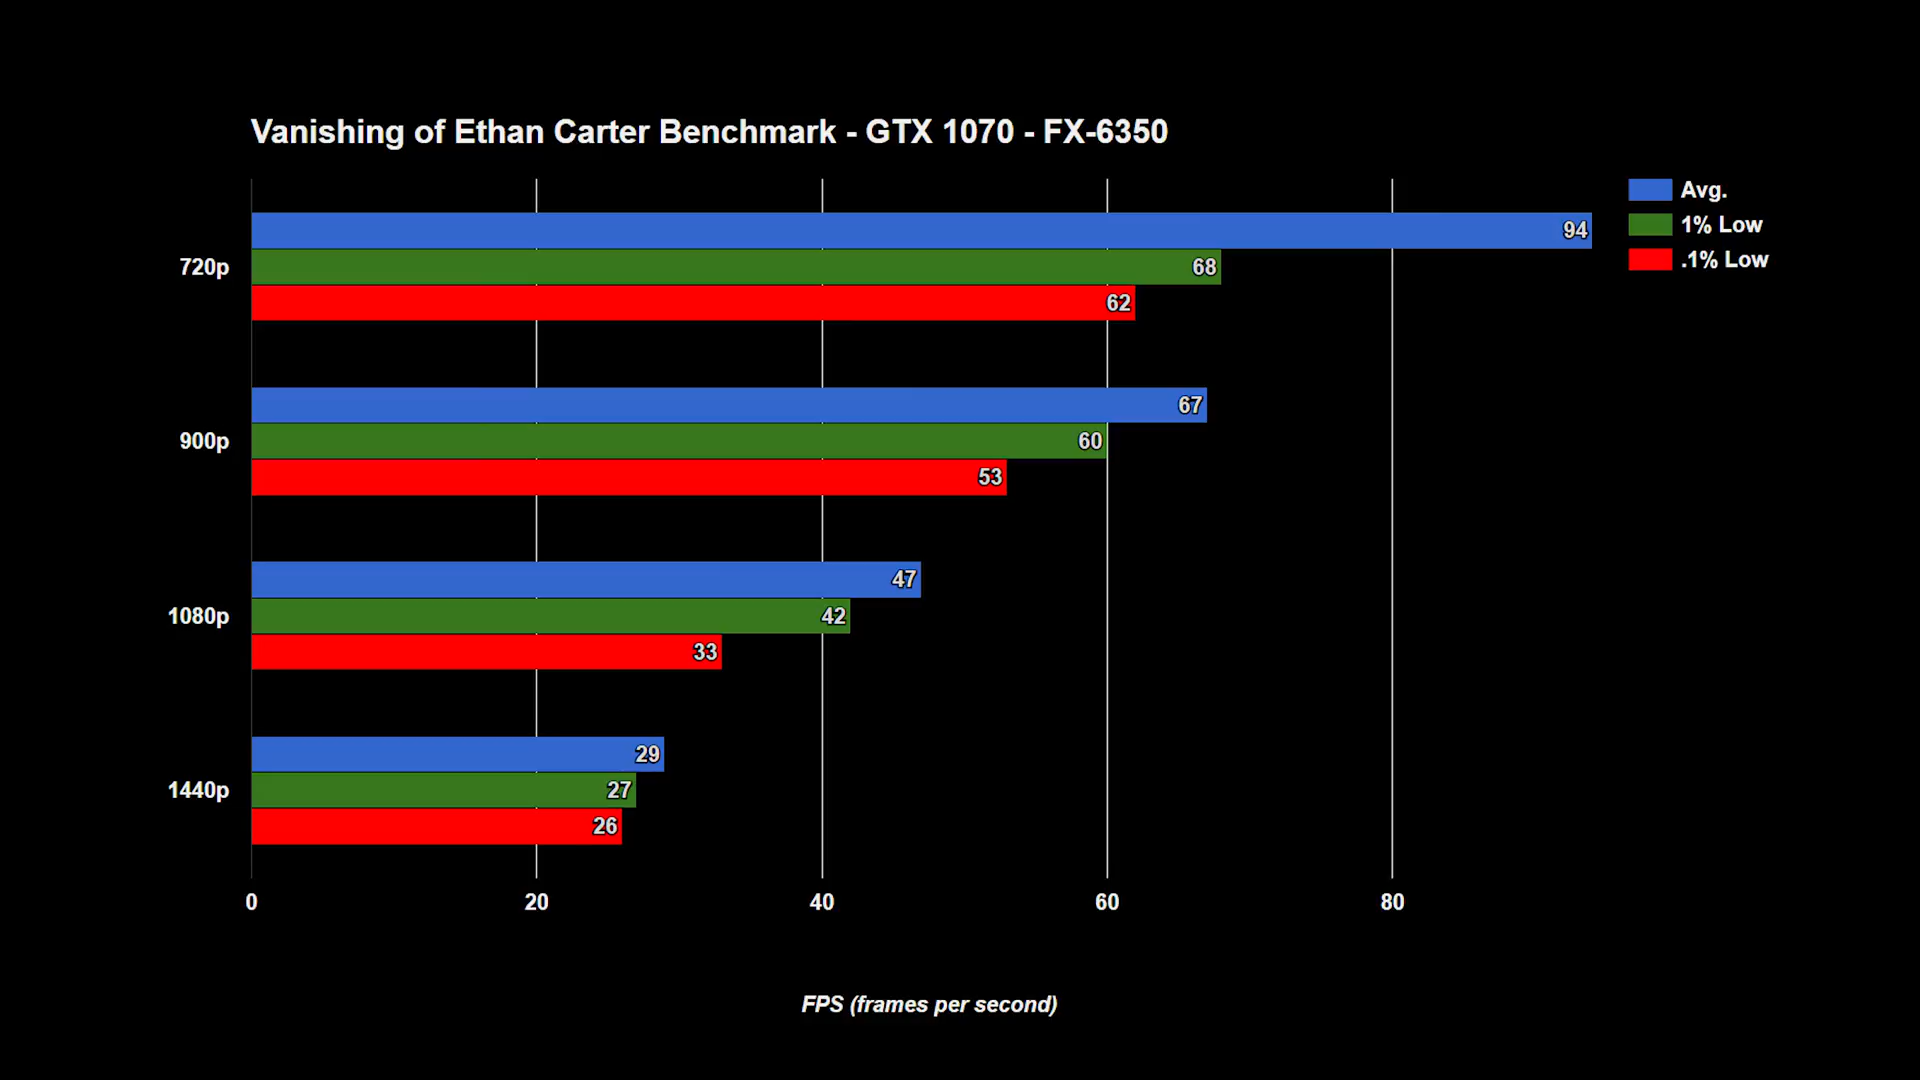 Vanishing of Ethan Carter Benchmark - GTX 1070 - FX-6350
Avg.
1% Low
.1% Low
720p
94
68
62
900p
67
60
53
1080p
47
42
33
1440p
29
27
26
0 20 40 60 80
FPS (frames per second)